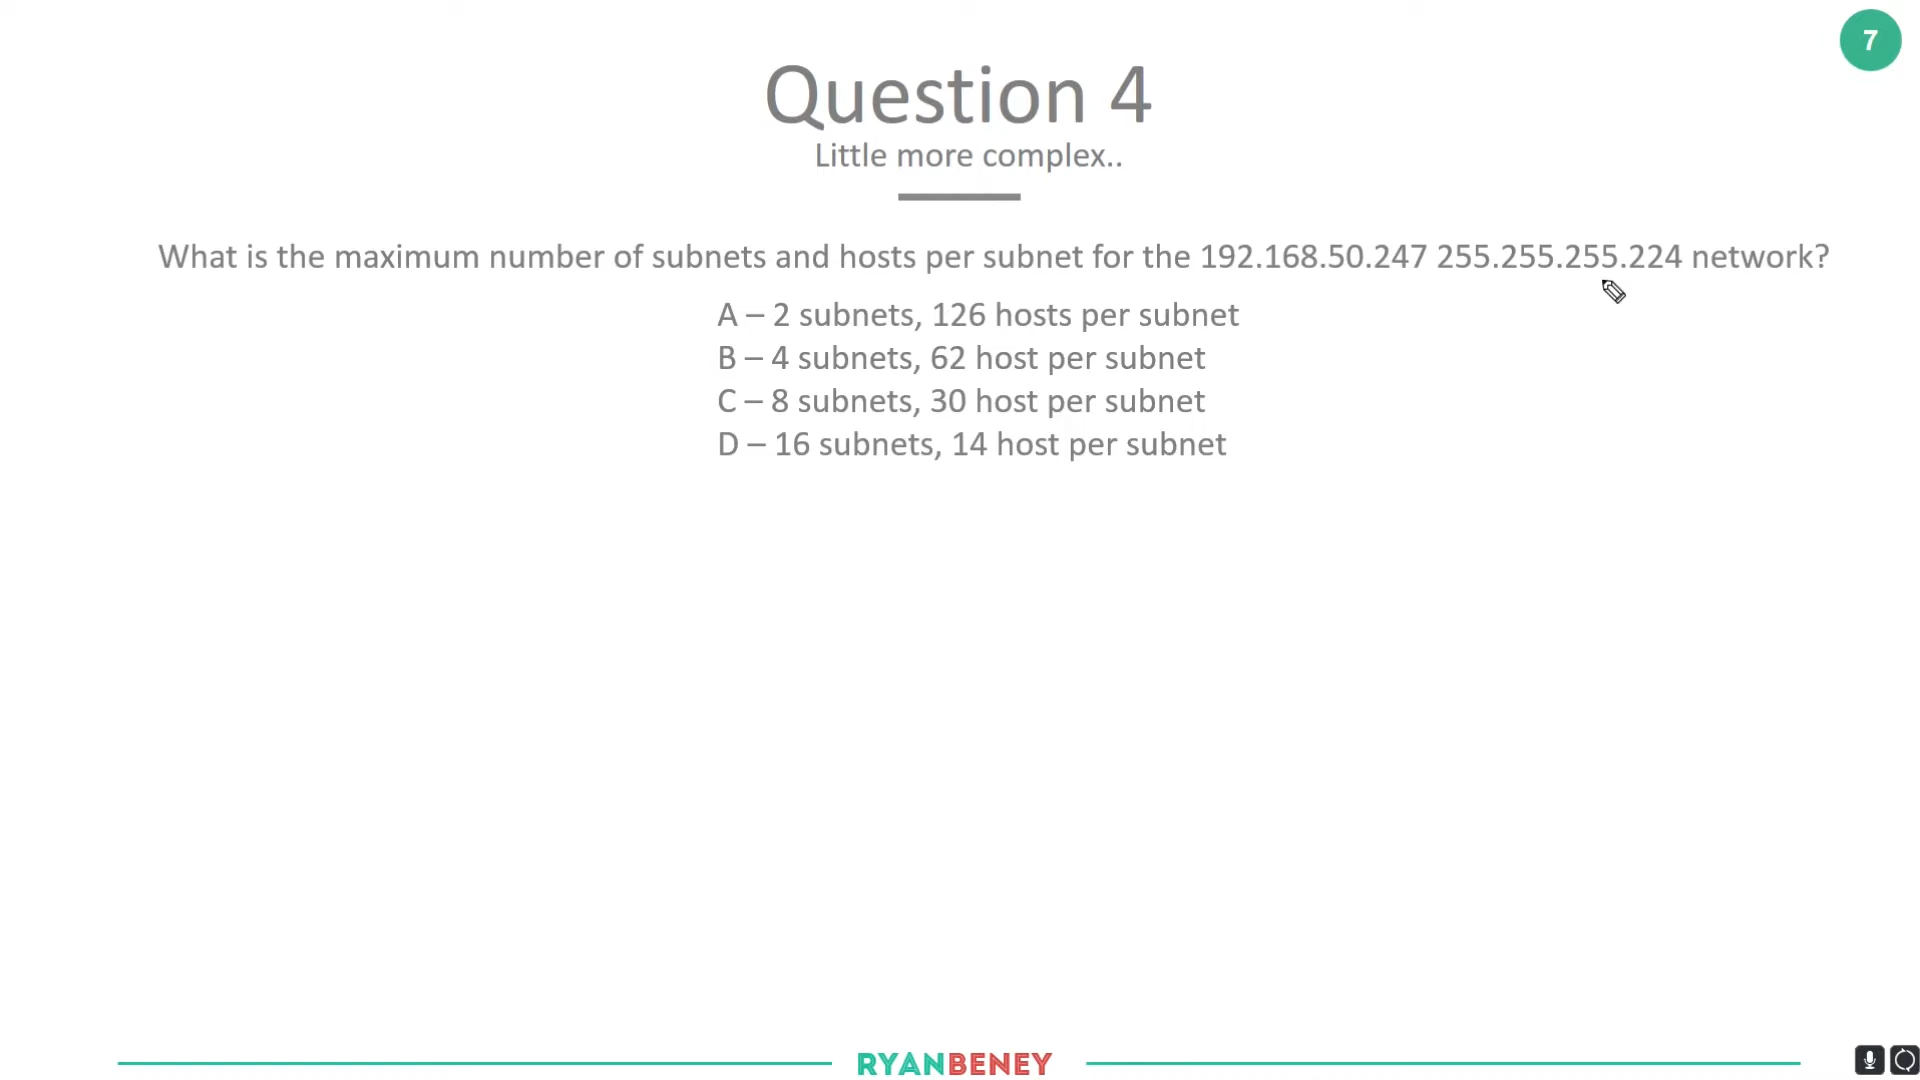 7
Question 4
Little more complex..
What is the maximum number of subnets and hosts per subnet for the 192.168.50.247 255.255.255.224 network?
A – 2 subnets, 126 hosts per subnet
B – 4 subnets, 62 host per subnet
C – 8 subnets, 30 host per subnet
D – 16 subnets, 14 host per subnet
RYANBENEY